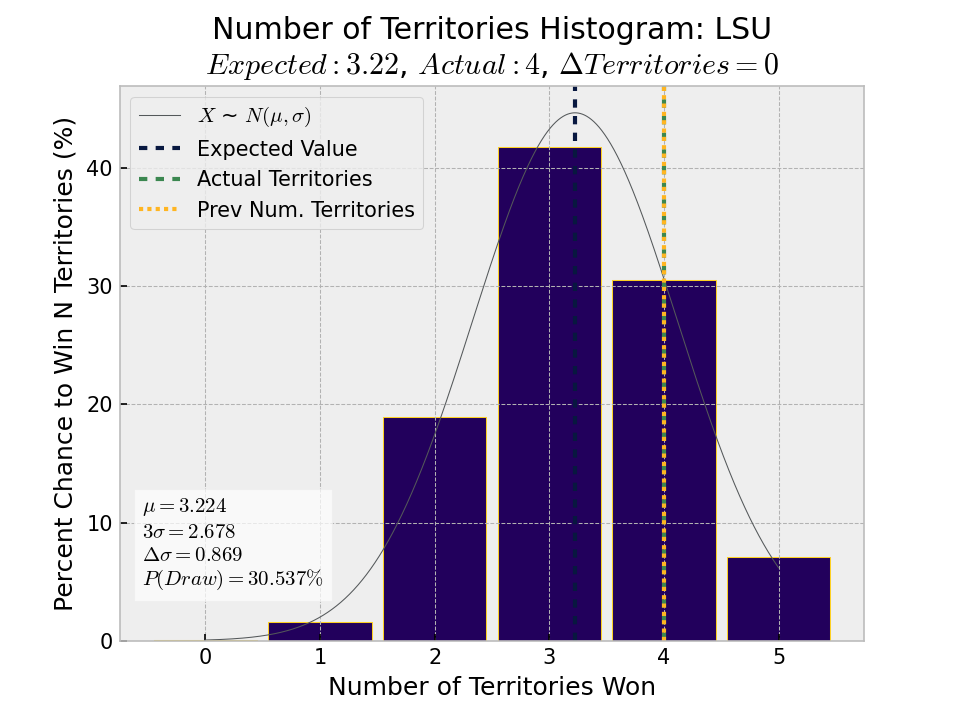 Number of Territories Histogram: LSU
Expected : 3.22, Actual : 4, ΔTerritories = 0
X ∼ N(μ, σ)
Expected Value
Actual Territories
Prev Num. Territories
Percent Chance to Win N Territories (%)
40
30
20
10
0
μ = 3.224
3σ = 2.678
Δσ = 0.869
P(Draw) = 30.537%
0 1 2 3 4 5
Number of Territories Won